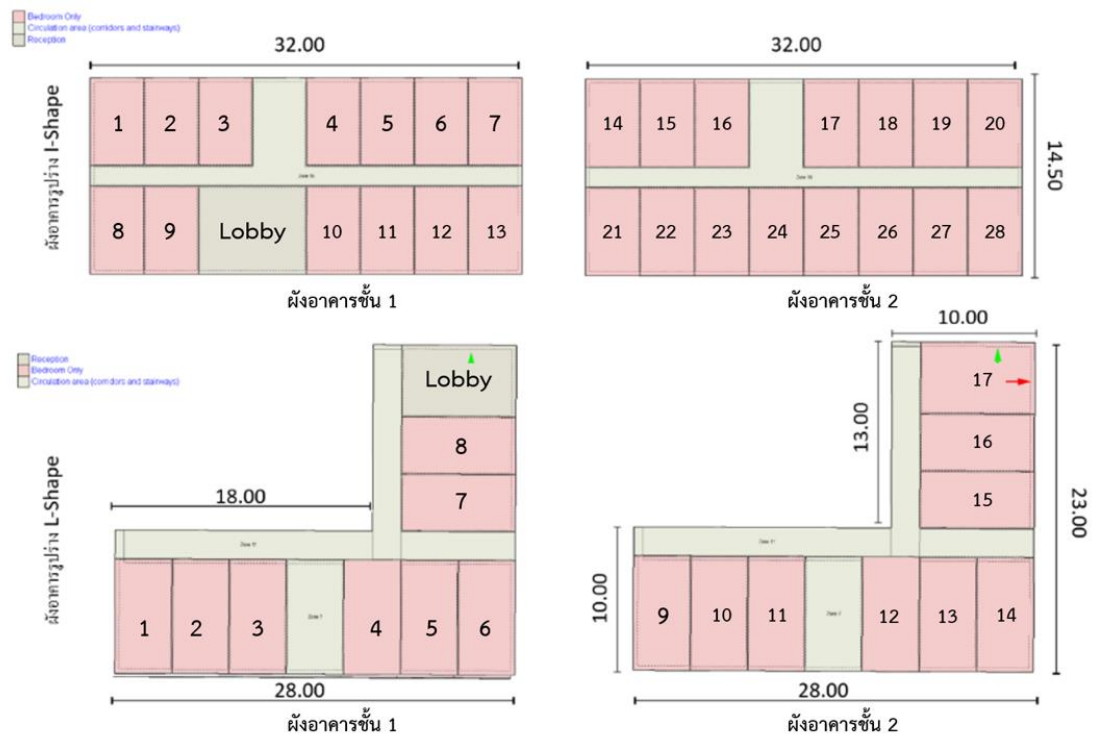 Bedroom Only
Circulation area (corridors and stairways)
Reception
32.00
32.00
ผังอาคารรูปร่าง I-Shape
1 2 3 4 5 6 7
8 9 Lobby 10 11 12 13
ผังอาคารชั้น 1
14 15 16 17 18 19 20
21 22 23 24 25 26 27 28
14.50
ผังอาคารชั้น 2
Reception
Bedroom Only
Circulation area (corridors and stairways)
ผังอาคารรูปร่าง L-Shape
Lobby
8
7
18.00
1 2 3 4 5 6
28.00
ผังอาคารชั้น 1
10.00
17
16
15
13.00
23.00
10.00
9 10 11 12 13 14
28.00
ผังอาคารชั้น 2